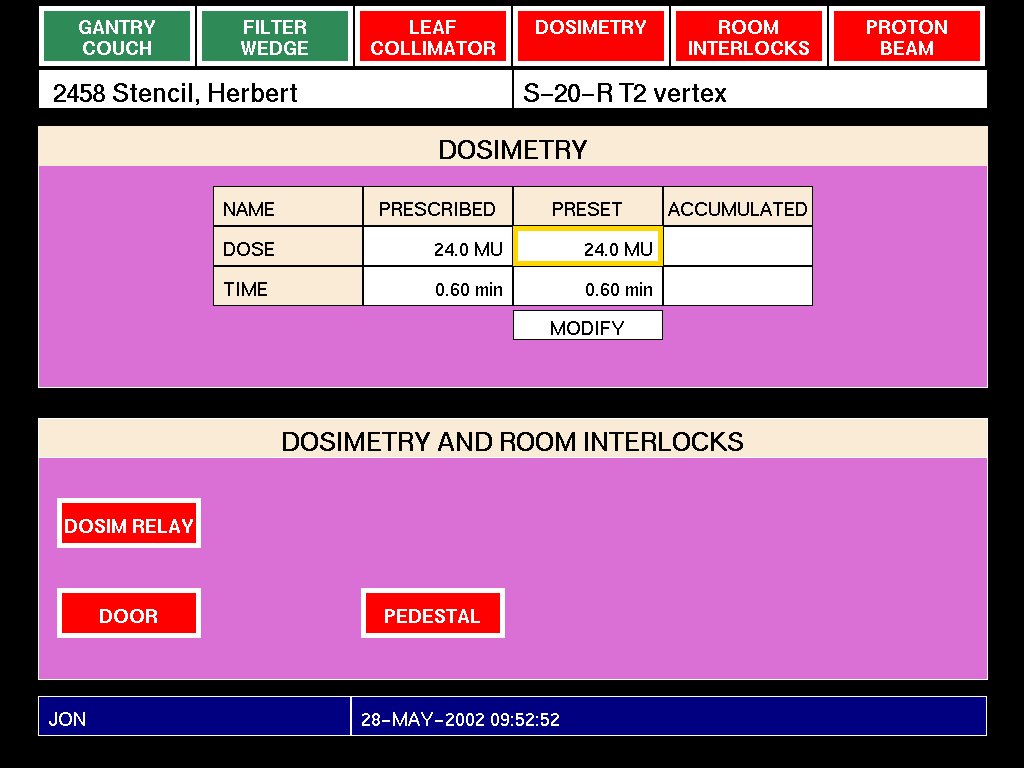 GANTRY COUCH
FILTER WEDGE
LEAF COLLIMATOR
DOSIMETRY
ROOM INTERLOCKS
PROTON BEAM
2458 Stencil, Herbert
S-20-R T2 vertex
DOSIMETRY
NAME PRESCRIBED PRESET ACCUMULATED
DOSE 24.0 MU 24.0 MU
TIME 0.60 min 0.60 min
MODIFY
DOSIMETRY AND ROOM INTERLOCKS
DOSIM RELAY
DOOR PEDESTAL
JON 28-MAY-2002 09:52:52